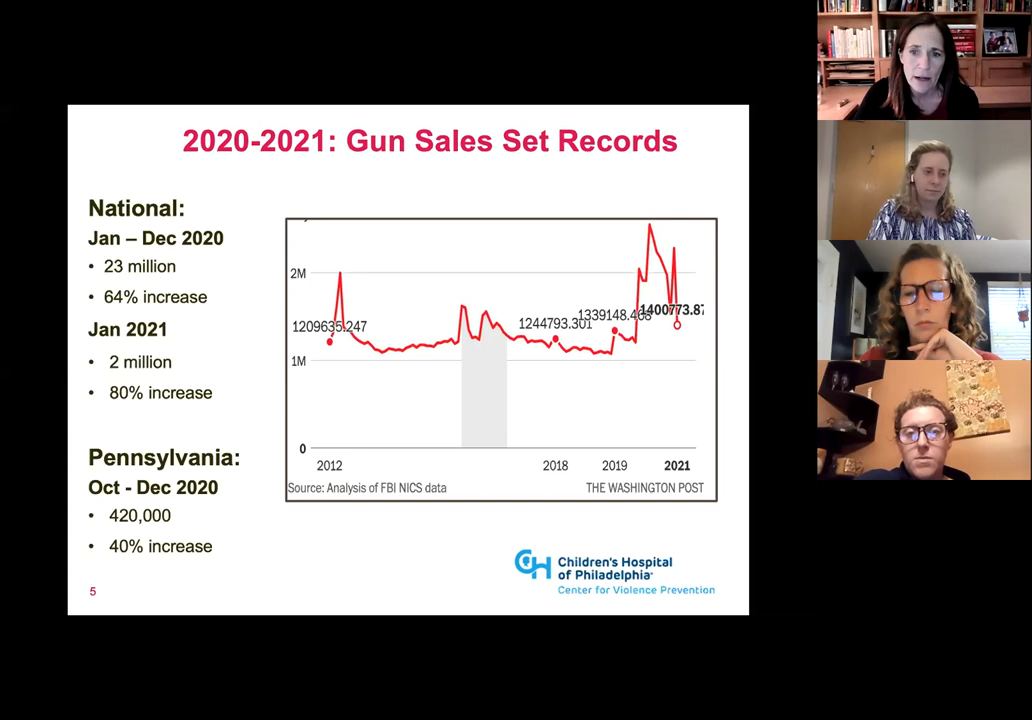 2020-2021: Gun Sales Set Records
National:
Jan – Dec 2020
• 23 million
• 64% increase
Jan 2021
• 2 million
• 80% increase
Pennsylvania:
Oct - Dec 2020
• 420,000
• 40% increase
5
2M
1M
0
1209635.247
1244793.301
1339148.468
1400773.87
2012
2018
2019
2021
Source: Analysis of FBI NICS data
THE WASHINGTON POST
CH
Children's Hospital
of Philadelphia
Center for Violence Prevention